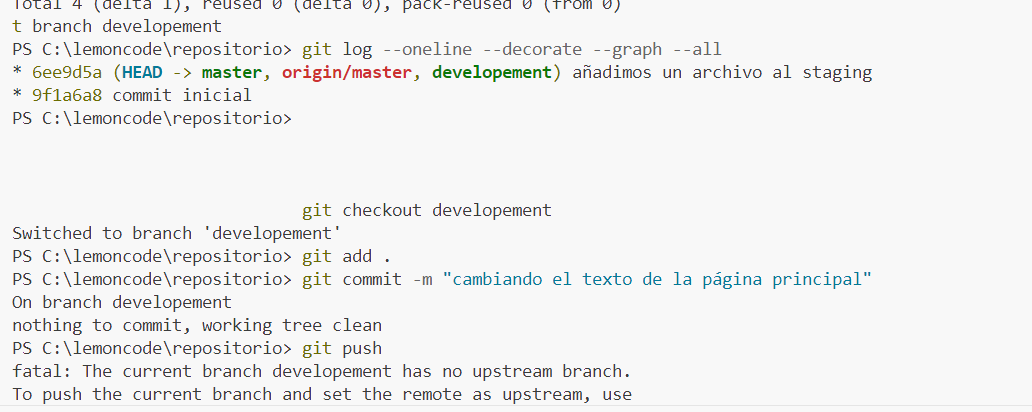 Total 4 (delta 1), reused 0 (delta 0), pack-reused 0 (from 0)
t branch developement
PS C:\lemoncode\repositorio> git log --oneline --decorate --graph --all
* 6ee9d5a (HEAD -> master, origin/master, developement) añadimos un archivo al staging
* 9f1a6a8 commit inicial
PS C:\lemoncode\repositorio>
git checkout developement
Switched to branch 'developement'
PS C:\lemoncode\repositorio> git add .
PS C:\lemoncode\repositorio> git commit -m "cambiando el texto de la página principal"
On branch developement
nothing to commit, working tree clean
PS C:\lemoncode\repositorio> git push
fatal: The current branch developement has no upstream branch.
To push the current branch and set the remote as upstream, use